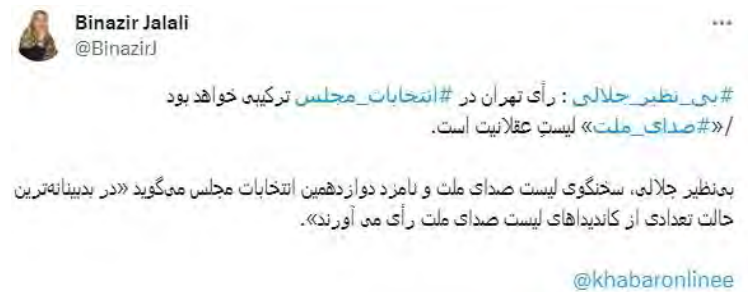 Binazir Jalali
@BinazirJ
#بی_نظیر_جلالی : رأی تهران در #انتخابات_مجلس ترکیبی خواهد بود
/«#صدای_ملت» لیستِ عقلانیت است.
بی‌نظیر جلالی، سخنگوی لیست صدای ملت و نامزد دوازدهمین انتخابات مجلس می‌گوید «در بدبینانه‌ترین
حالت تعدادی از کاندیداهای لیست صدای ملت رأی می آورند».
@khabaronlinee